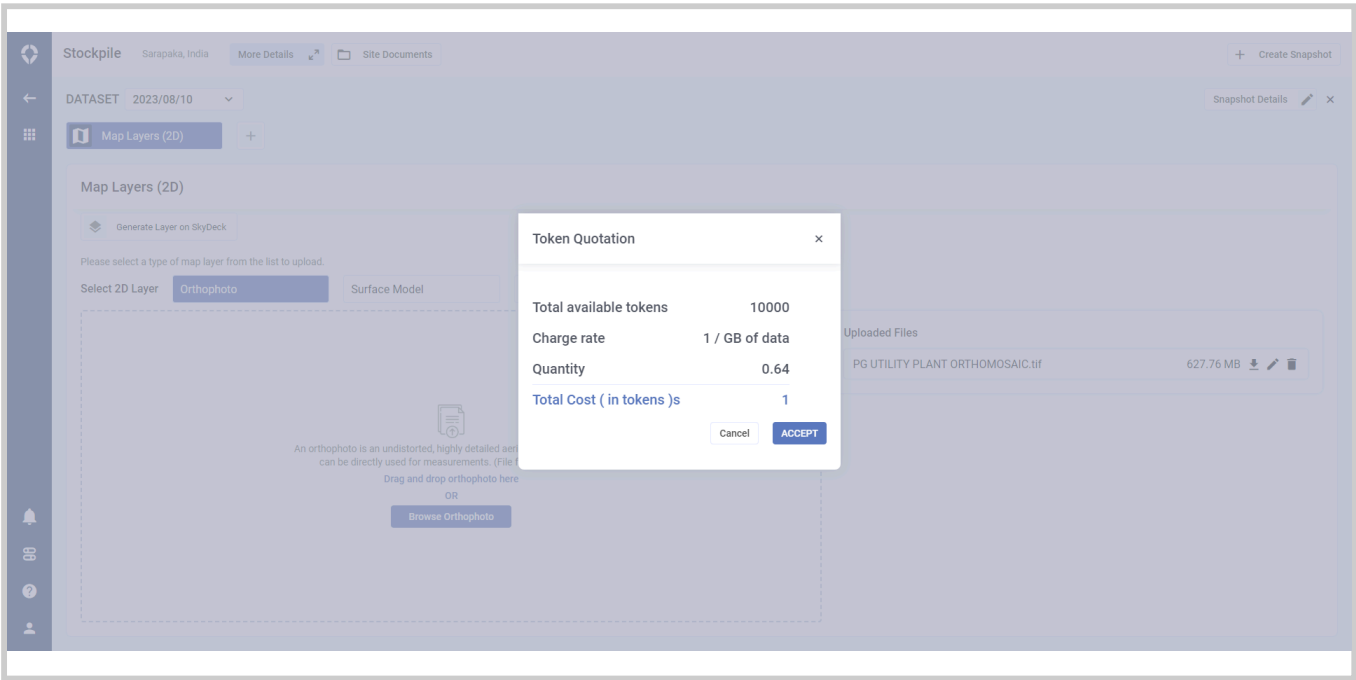 Stockpile Sarapaka, India More Details Site Documents + Create Snapshot
DATASET 2023/08/10 Snapshot Details ×
Map Layers (2D) +
Map Layers (2D)
Generate Layer on SkyDeck
Please select a type of map layer from the list to upload.
Select 2D Layer Orthophoto Surface Model
An orthophoto is an undistorted, highly detailed aeri
can be directly used for measurements. (File f
Drag and drop orthophoto here
OR
Browse Orthophoto
Token Quotation ×
Total available tokens 10000
Charge rate 1 / GB of data
Quantity 0.64
Total Cost ( in tokens )s 1
Cancel ACCEPT
Uploaded Files
PG UTILITY PLANT ORTHOMOSAIC.tif 627.76 MB